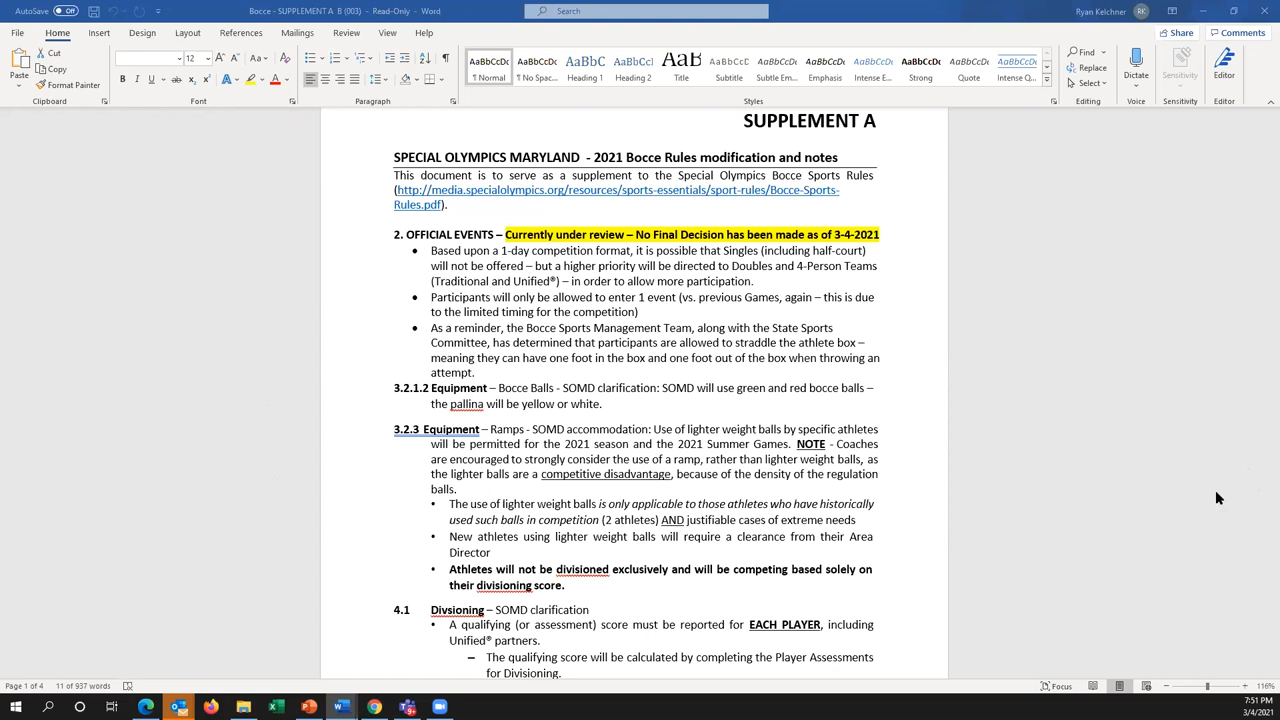 AutoSave Off Bocce - SUPPLEMENT A B (003) - Read-Only - Word Search Ryan Kelchner RK
File Home Insert Design Layout References Mailings Review View Help Share Comments
Paste Cut Copy Format Painter Clipboard
12 A A Aa A
B I U ab x x A A Font
Paragraph
AaBbCcDc AaBbCcDc AaBbC AaBbCc AaB AaBbCcD AaBbCcDc AaBbCcDc AaBbCcDc AaBbCcDc AaBbCcDc AaBbCcDc
¶ Normal ¶ No Spac... Heading 1 Heading 2 Title Subtitle Subtle Em... Emphasis Intense E... Strong Quote Intense Q...
Styles
Find Replace Select Editing
Dictate Voice Sensitivity Sensitivity Editor Editor
SUPPLEMENT A
SPECIAL OLYMPICS MARYLAND - 2021 Bocce Rules modification and notes
This document is to serve as a supplement to the Special Olympics Bocce Sports Rules
(http://media.specialolympics.org/resources/sports-essentials/sport-rules/Bocce-Sports-
Rules.pdf).
2. OFFICIAL EVENTS – Currently under review – No Final Decision has been made as of 3-4-2021
• Based upon a 1-day competition format, it is possible that Singles (including half-court)
will not be offered – but a higher priority will be directed to Doubles and 4-Person Teams
(Traditional and Unified®) – in order to allow more participation.
• Participants will only be allowed to enter 1 event (vs. previous Games, again – this is due
to the limited timing for the competition)
• As a reminder, the Bocce Sports Management Team, along with the State Sports
Committee, has determined that participants are allowed to straddle the athlete box –
meaning they can have one foot in the box and one foot out of the box when throwing an
attempt.
3.2.1.2 Equipment – Bocce Balls - SOMD clarification: SOMD will use green and red bocce balls –
the pallina will be yellow or white.
3.2.3 Equipment – Ramps - SOMD accommodation: Use of lighter weight balls by specific athletes
will be permitted for the 2021 season and the 2021 Summer Games. NOTE - Coaches
are encouraged to strongly consider the use of a ramp, rather than lighter weight balls, as
the lighter balls are a competitive disadvantage, because of the density of the regulation
balls.
• The use of lighter weight balls is only applicable to those athletes who have historically
used such balls in competition (2 athletes) AND justifiable cases of extreme needs
• New athletes using lighter weight balls will require a clearance from their Area
Director
• Athletes will not be divisioned exclusively and will be competing based solely on
their divisioning score.
4.1 Divsioning – SOMD clarification
• A qualifying (or assessment) score must be reported for EACH PLAYER, including
Unified® partners.
– The qualifying score will be calculated by completing the Player Assessments
for Divisioning.
Page 1 of 4 11 of 937 words Focus 116%
7:51 PM
3/4/2021